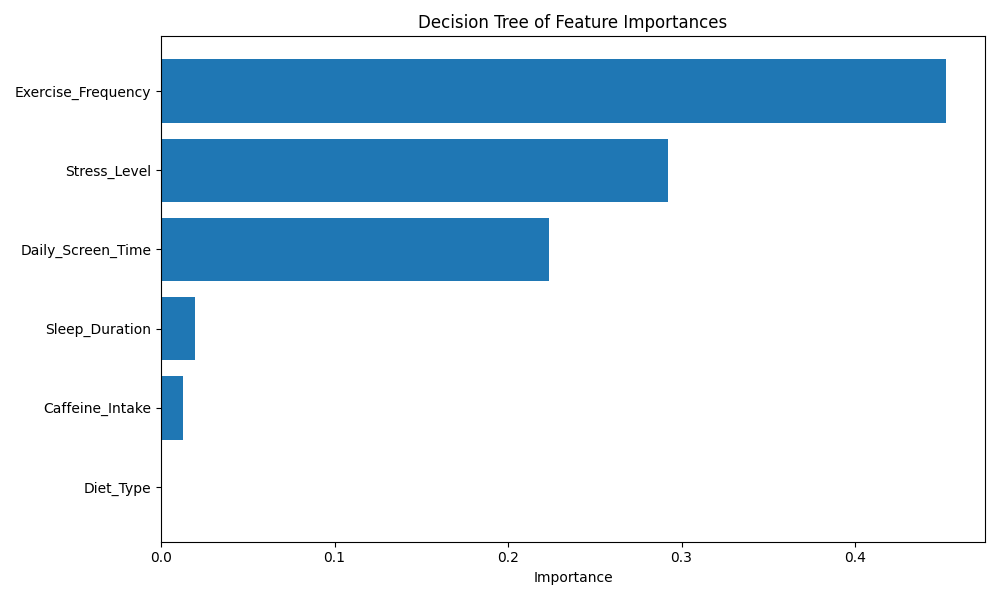 Decision Tree of Feature Importances
Exercise_Frequency
Stress_Level
Daily_Screen_Time
Sleep_Duration
Caffeine_Intake
Diet_Type
0.0 0.1 0.2 0.3 0.4
Importance